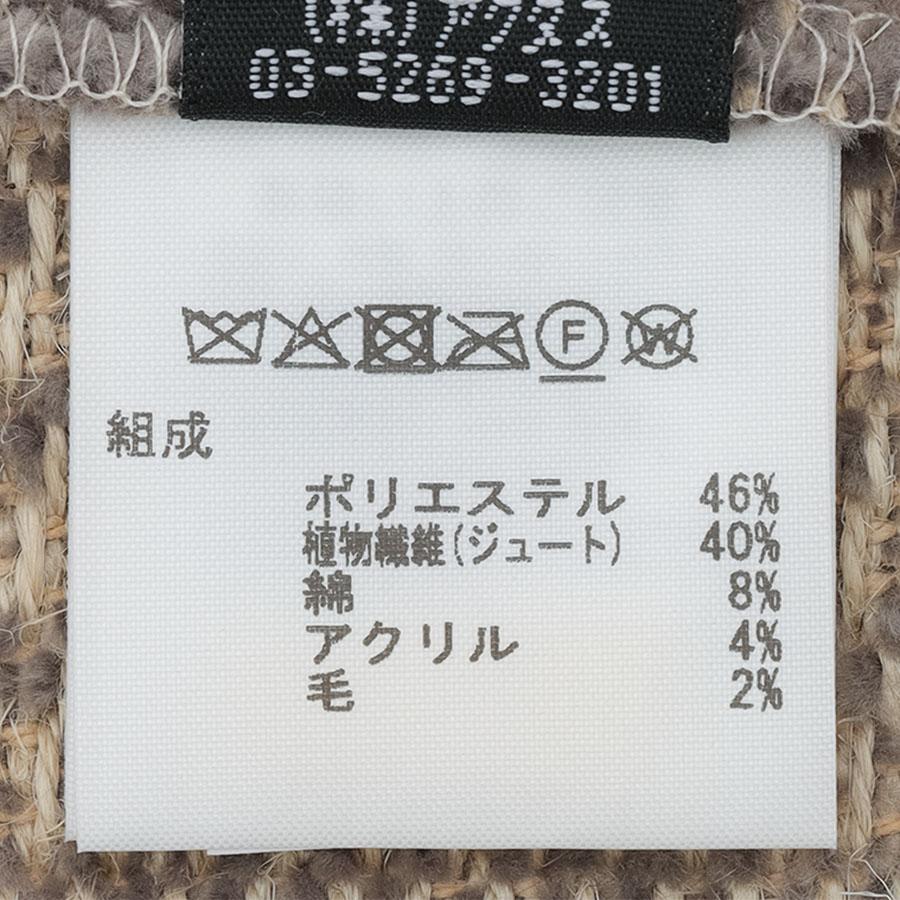 (株)アクタス
03-5269-3201
F
W
組成
ポリエステル 46%
植物繊維(ジュート) 40%
綿 8%
アクリル 4%
毛 2%